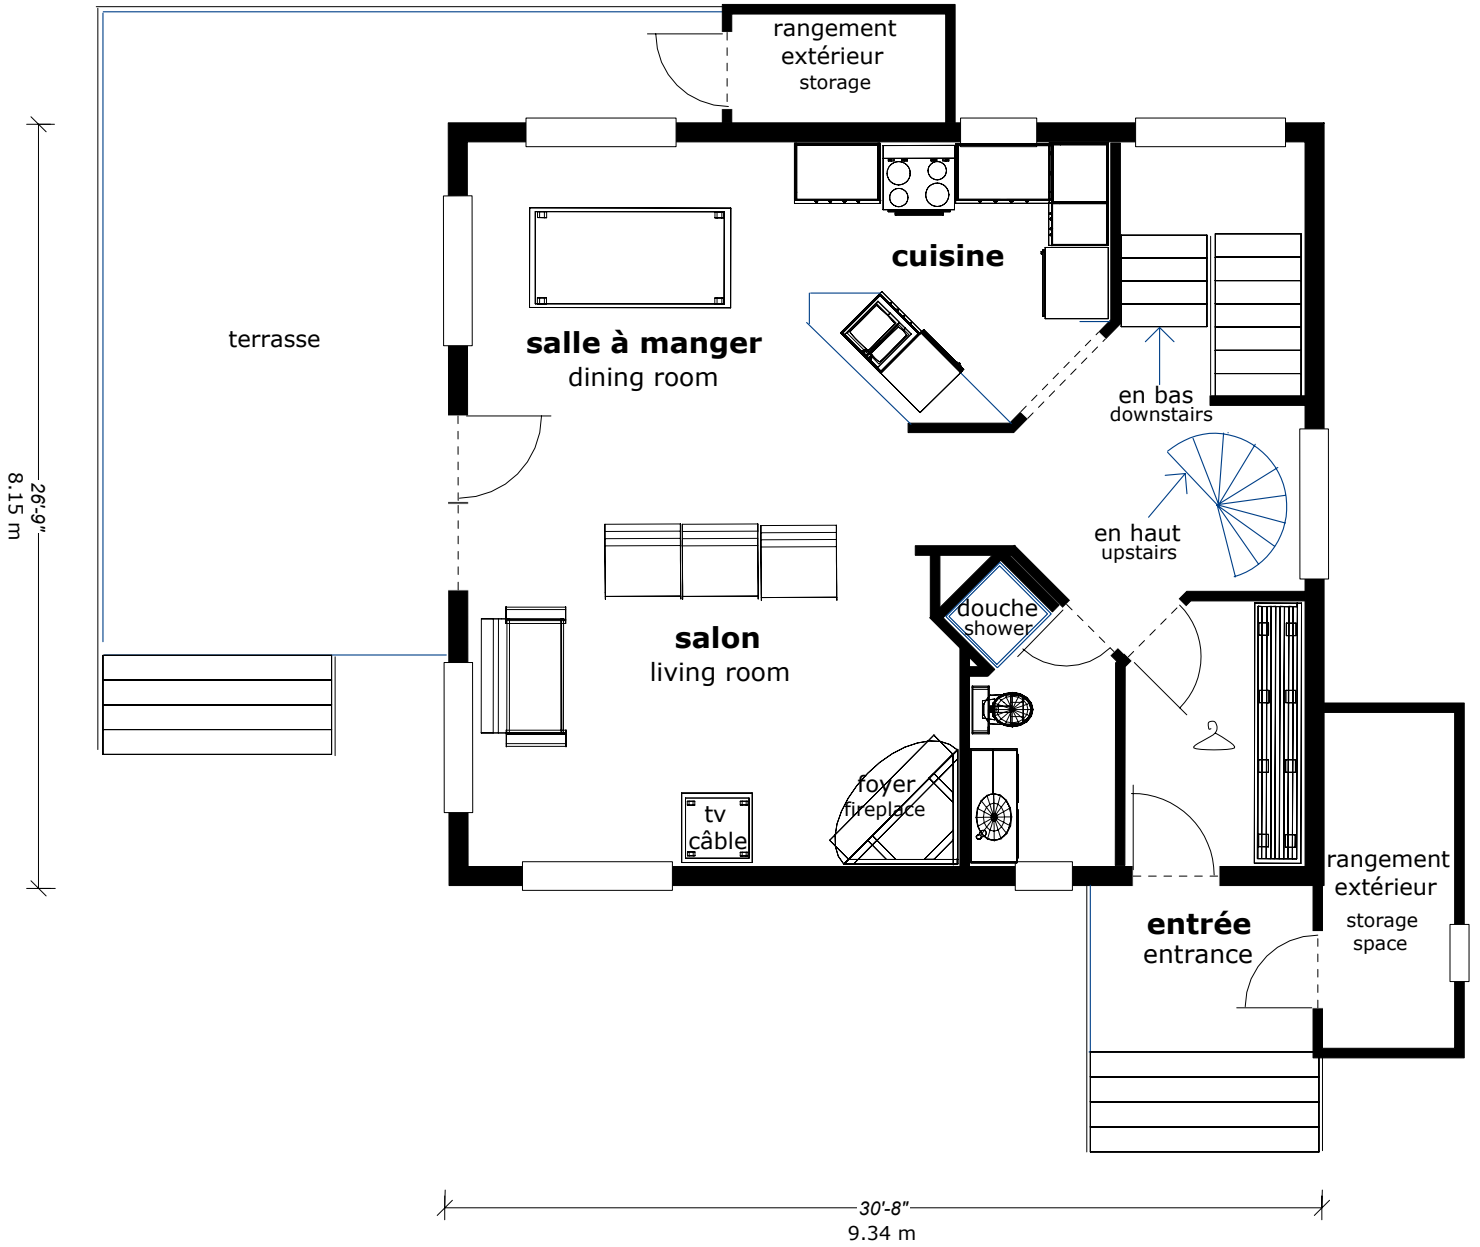 rangement
extérieur
storage
cuisine
terrasse
salle à manger
dining room
en bas
downstairs
26'-9"
8.15 m
en haut
upstairs
douche
shower
salon
living room
foyer
fireplace
tv
câble
rangement
extérieur
storage
space
entrée
entrance
30'-8"
9.34 m